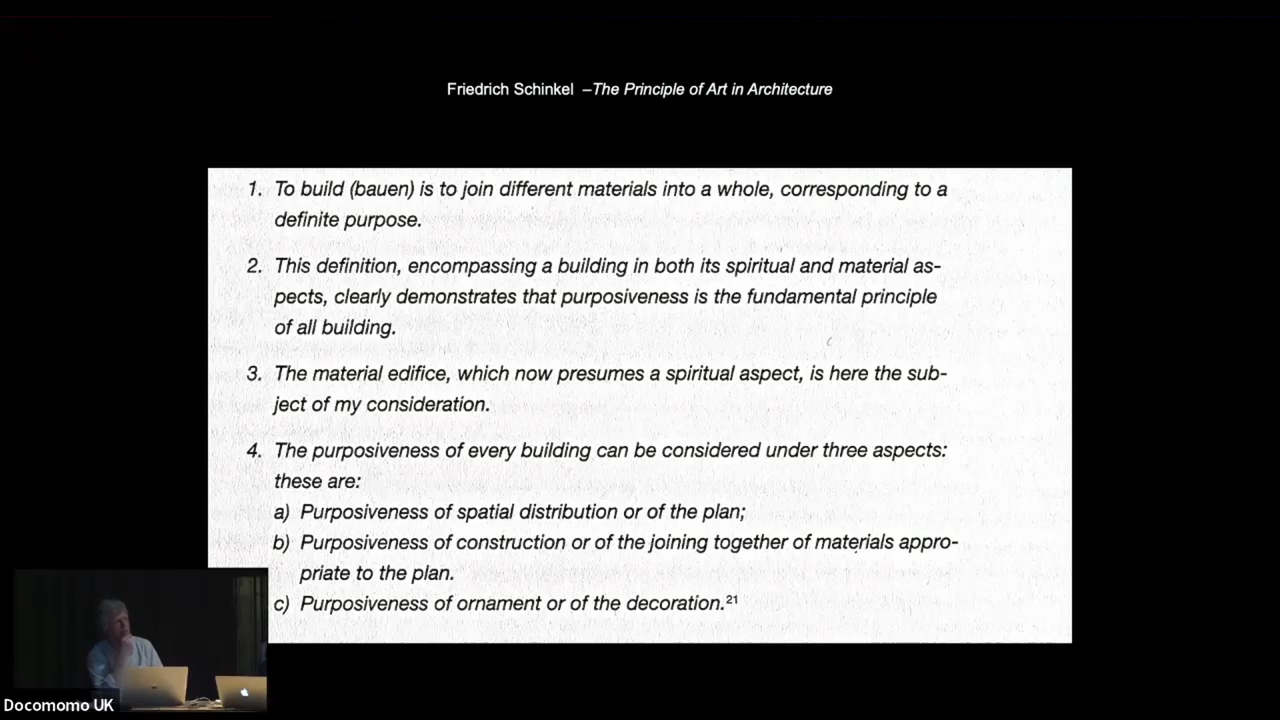 Friedrich Schinkel –The Principle of Art in Architecture
1. To build (bauen) is to join different materials into a whole, corresponding to a
definite purpose.
2. This definition, encompassing a building in both its spiritual and material as-
pects, clearly demonstrates that purposiveness is the fundamental principle
of all building.
3. The material edifice, which now presumes a spiritual aspect, is here the sub-
ject of my consideration.
4. The purposiveness of every building can be considered under three aspects:
these are:
a) Purposiveness of spatial distribution or of the plan;
b) Purposiveness of construction or of the joining together of materials appro-
priate to the plan.
c) Purposiveness of ornament or of the decoration.²¹
Docomomo UK